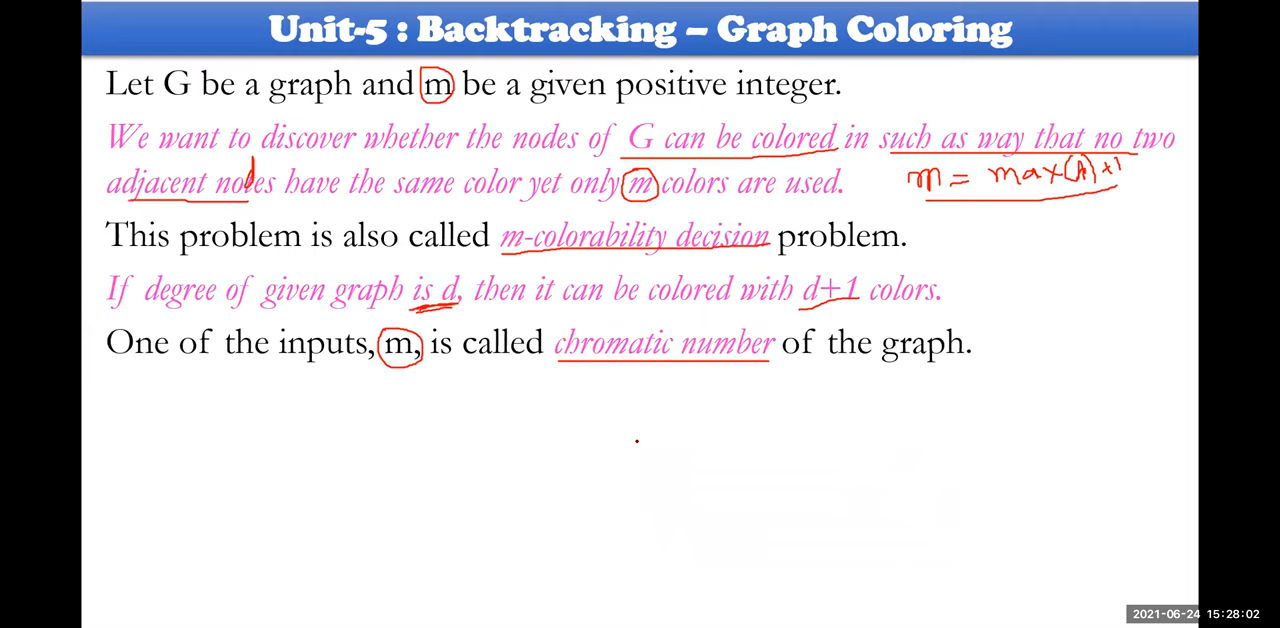 Unit-5 : Backtracking – Graph Coloring
Let G be a graph and m be a given positive integer.
We want to discover whether the nodes of G can be colored in such as way that no two
adjacent nodes have the same color yet only m colors are used.
m = max(A)+1
This problem is also called m-colorability decision problem.
If degree of given graph is d, then it can be colored with d+1 colors.
One of the inputs, m, is called chromatic number of the graph.
2021-06-24 15:28:02